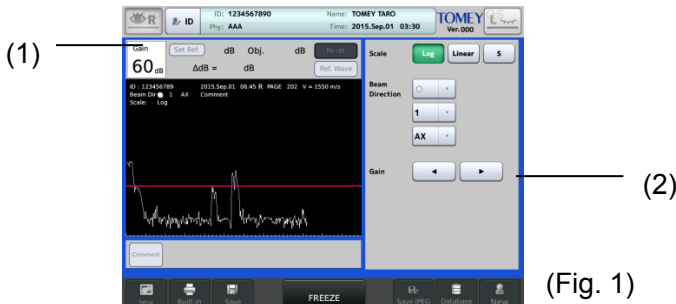 R
ID
ID: 1234567890
Name: TOMEY TARO
Phy: AAA
Time: 2015.Sep.01 03:30
TOMEY
Ver.000
L
(1)
Gain
60 dB
Set Ref.
dB Obj. dB
ΔdB = dB
Ref. Wave
ID: 123456789 2015.Sep.01 06:45 R PAGE 202 V = 1550 m/s
Beam Dir 1 AX Comment
Scale: Log
Scale
Log
Linear
S
Beam
Direction
1
AX
Gain
(2)
Comment
Built-in
Save
FREEZE
Save JPEG
Database
New
(Fig. 1)